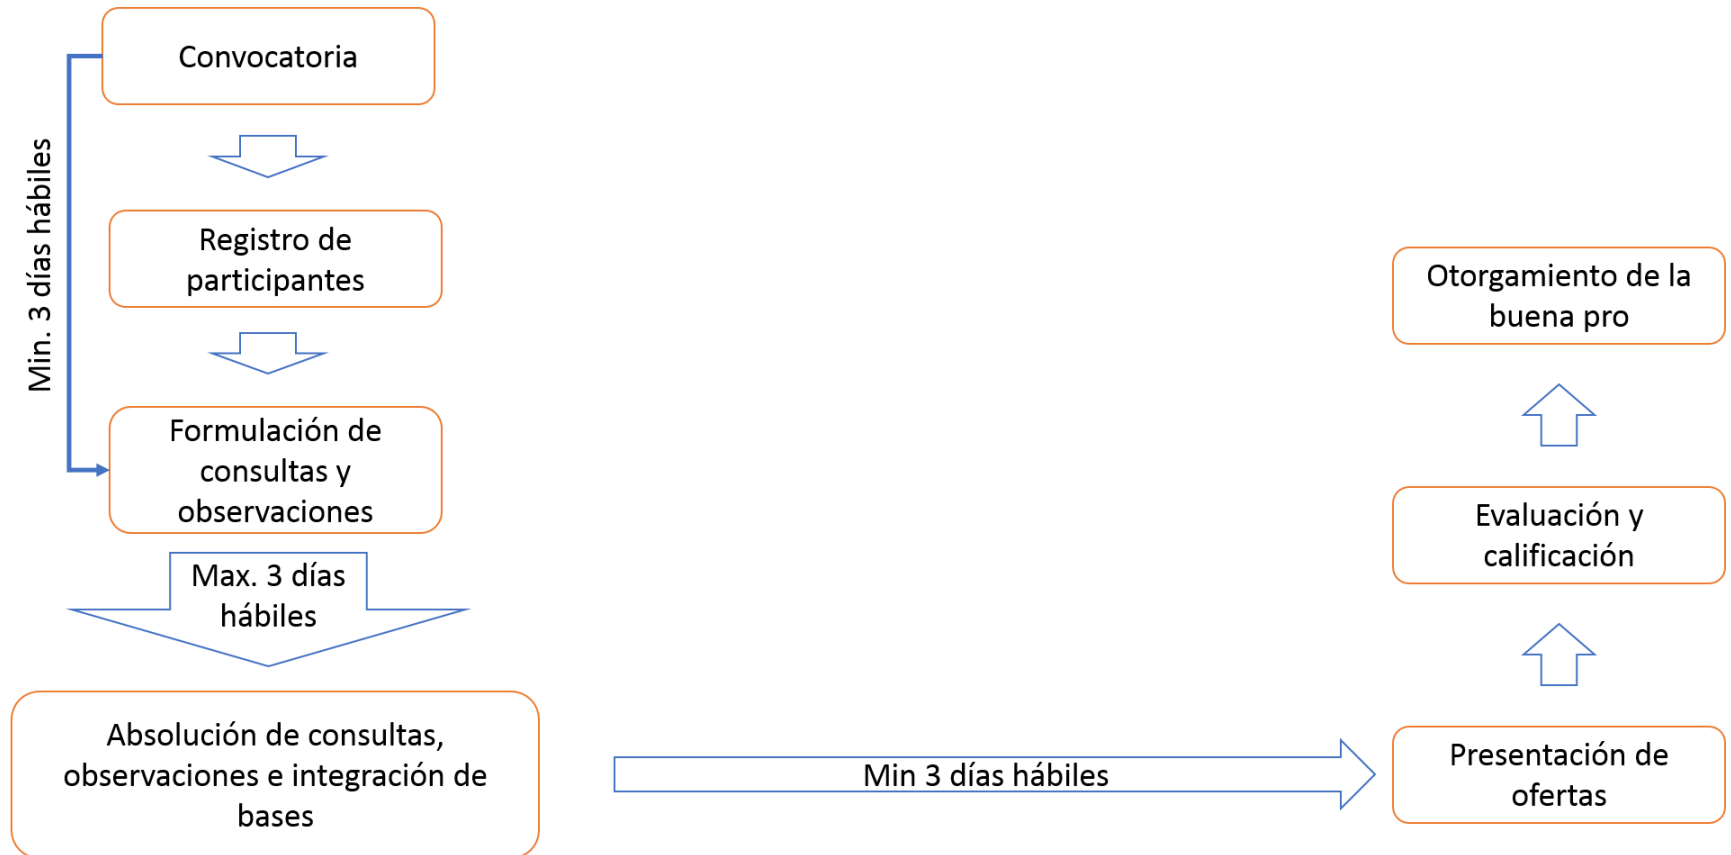 Convocatoria
Min. 3 días hábiles
Registro de
participantes
Formulación de
consultas y
observaciones
Max. 3 días
hábiles
Absolución de consultas,
observaciones e integración de
bases
Min 3 días hábiles
Presentación de
ofertas
Evaluación y
calificación
Otorgamiento de la
buena pro